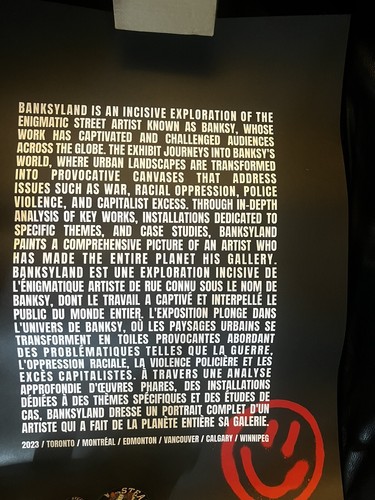 BANKSYLAND IS AN INCISIVE EXPLORATION OF THE
ENIGMATIC STREET ARTIST KNOWN AS BANKSY, WHOSE
WORK HAS CAPTIVATED AND CHALLENGED AUDIENCES
ACROSS THE GLOBE. THE EXHIBIT JOURNEYS INTO BANKSY'S
WORLD, WHERE URBAN LANDSCAPES ARE TRANSFORMED
INTO PROVOCATIVE CANVASES THAT ADDRESS
ISSUES SUCH AS WAR, RACIAL OPPRESSION, POLICE
VIOLENCE, AND CAPITALIST EXCESS. THROUGH IN-DEPTH
ANALYSIS OF KEY WORKS, INSTALLATIONS DEDICATED TO
SPECIFIC THEMES, AND CASE STUDIES, BANKSYLAND
PAINTS A COMPREHENSIVE PICTURE OF AN ARTIST WHO
HAS MADE THE ENTIRE PLANET HIS GALLERY.
BANKSYLAND EST UNE EXPLORATION INCISIVE DE
L'ÉNIGMATIQUE ARTISTE DE RUE CONNU SOUS LE NOM DE
BANKSY, DONT LE TRAVAIL A CAPTIVÉ ET INTERPELLÉ LE
PUBLIC DU MONDE ENTIER. L'EXPOSITION PLONGE DANS
L'UNIVERS DE BANKSY, OÙ LES PAYSAGES URBAINS SE
TRANSFORMENT EN TOILES PROVOCANTES ABORDANT
DES PROBLÉMATIQUES TELLES QUE LA GUERRE,
L'OPPRESSION RACIALE, LA VIOLENCE POLICIÈRE ET LES
EXCÈS CAPITALISTES. À TRAVERS UNE ANALYSE
APPROFONDIE D'ŒUVRES PHARES, DES INSTALLATIONS
DÉDIÉES À DES THÈMES SPÉCIFIQUES ET DES ÉTUDES DE
CAS, BANKSYLAND DRESSE UN PORTRAIT COMPLET D'UN
ARTISTE QUI A FAIT DE LA PLANÈTE ENTIÈRE SA GALERIE.
2023 / TORONTO / MONTRÉAL / EDMONTON / VANCOUVER / CALGARY / WINNIPEG